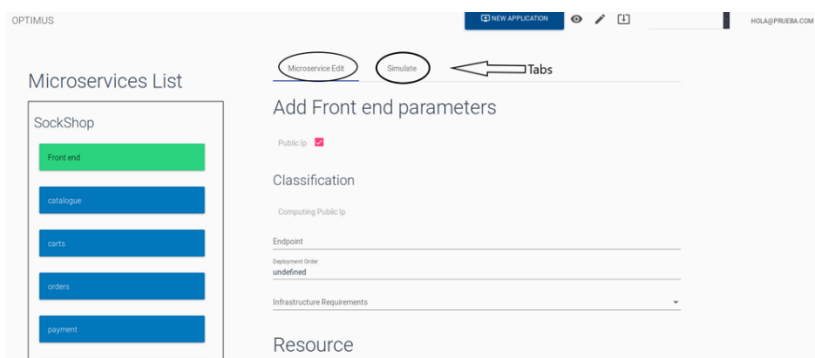 OPTIMUS
NEW APPLICATION
HOLA@PRUEBA.COM
Microservices List
SockShop
Front end
catalogue
carts
orders
payment
Microservice Edit
Simulate
Tabs
Add Front end parameters
Public Ip
Classification
Computing Public Ip
Endpoint
Deployment Order
undefined
Infrastructure Requirements
Resource